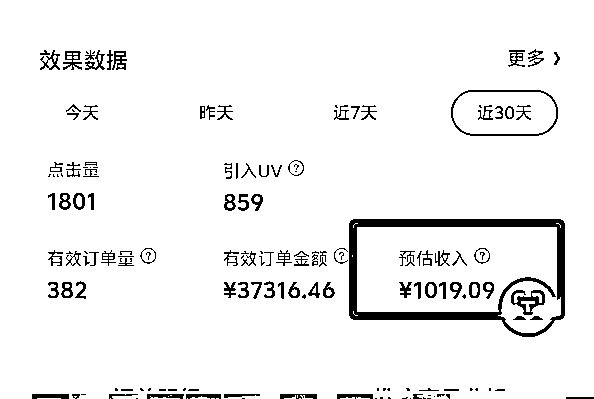 效果数据 更多 >
今天 昨天 近7天 近30天
点击量 引入UV ?
1801 859
有效订单量 ? 有效订单金额 ? 预估收入 ?
382 ¥37316.46 ¥1019.09